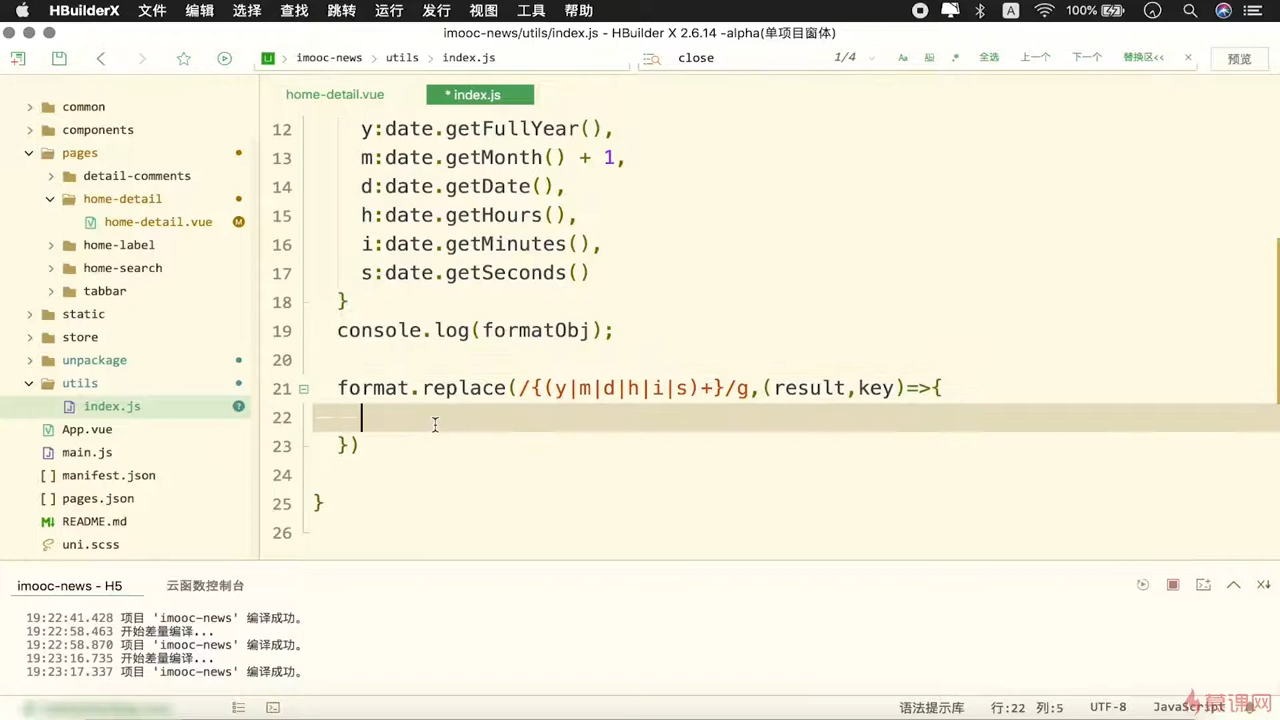 HBuilderX 文件 编辑 选择 查找 跳转 运行 发行 视图 工具 帮助 A 100%
imooc-news/utils/index.js - HBuilder X 2.6.14 -alpha(单项目窗体)
imooc-news utils index.js close 1/4 Aa 全选 上一个 下一个 替换区<< 预览
home-detail.vue * index.js
common
components
pages
detail-comments
home-detail
home-detail.vue M
home-label
home-search
tabbar
static
store
unpackage
utils
index.js ?
App.vue
main.js
manifest.json
pages.json
README.md
uni.scss
12 y:date.getFullYear(),
13 m:date.getMonth() + 1,
14 d:date.getDate(),
15 h:date.getHours(),
16 i:date.getMinutes(),
17 s:date.getSeconds()
18 }
19 console.log(formatObj);
20
21 format.replace(/{(y|m|d|h|i|s)+}/g,(result,key)=>{
22
23 })
24
25 }
26
imooc-news - H5 云函数控制台
19:22:41.428 项目 'imooc-news' 编译成功。
19:22:58.463 开始差量编译...
19:22:58.870 项目 'imooc-news' 编译成功。
19:23:16.735 开始差量编译...
19:23:17.337 项目 'imooc-news' 编译成功。
语法提示库 行:22 列:5 UTF-8 JavaScript
慕课网